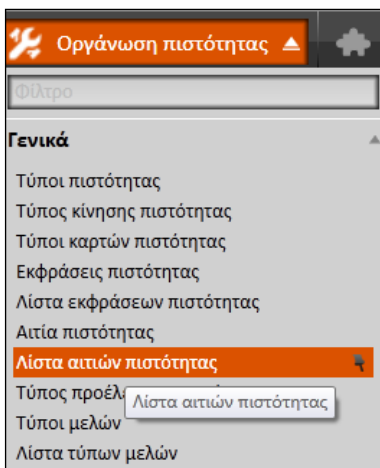 Οργάνωση πιστότητας
Φίλτρο
Γενικά
Τύποι πιστότητας
Τύπος κίνησης πιστότητας
Τύποι καρτών πιστότητας
Εκφράσεις πιστότητας
Λίστα εκφράσεων πιστότητας
Αιτία πιστότητας
Λίστα αιτιών πιστότητας
Τύπος
Λίστα αιτιών πιστότητας
Τύποι μελών
Λίστα τύπων μελών